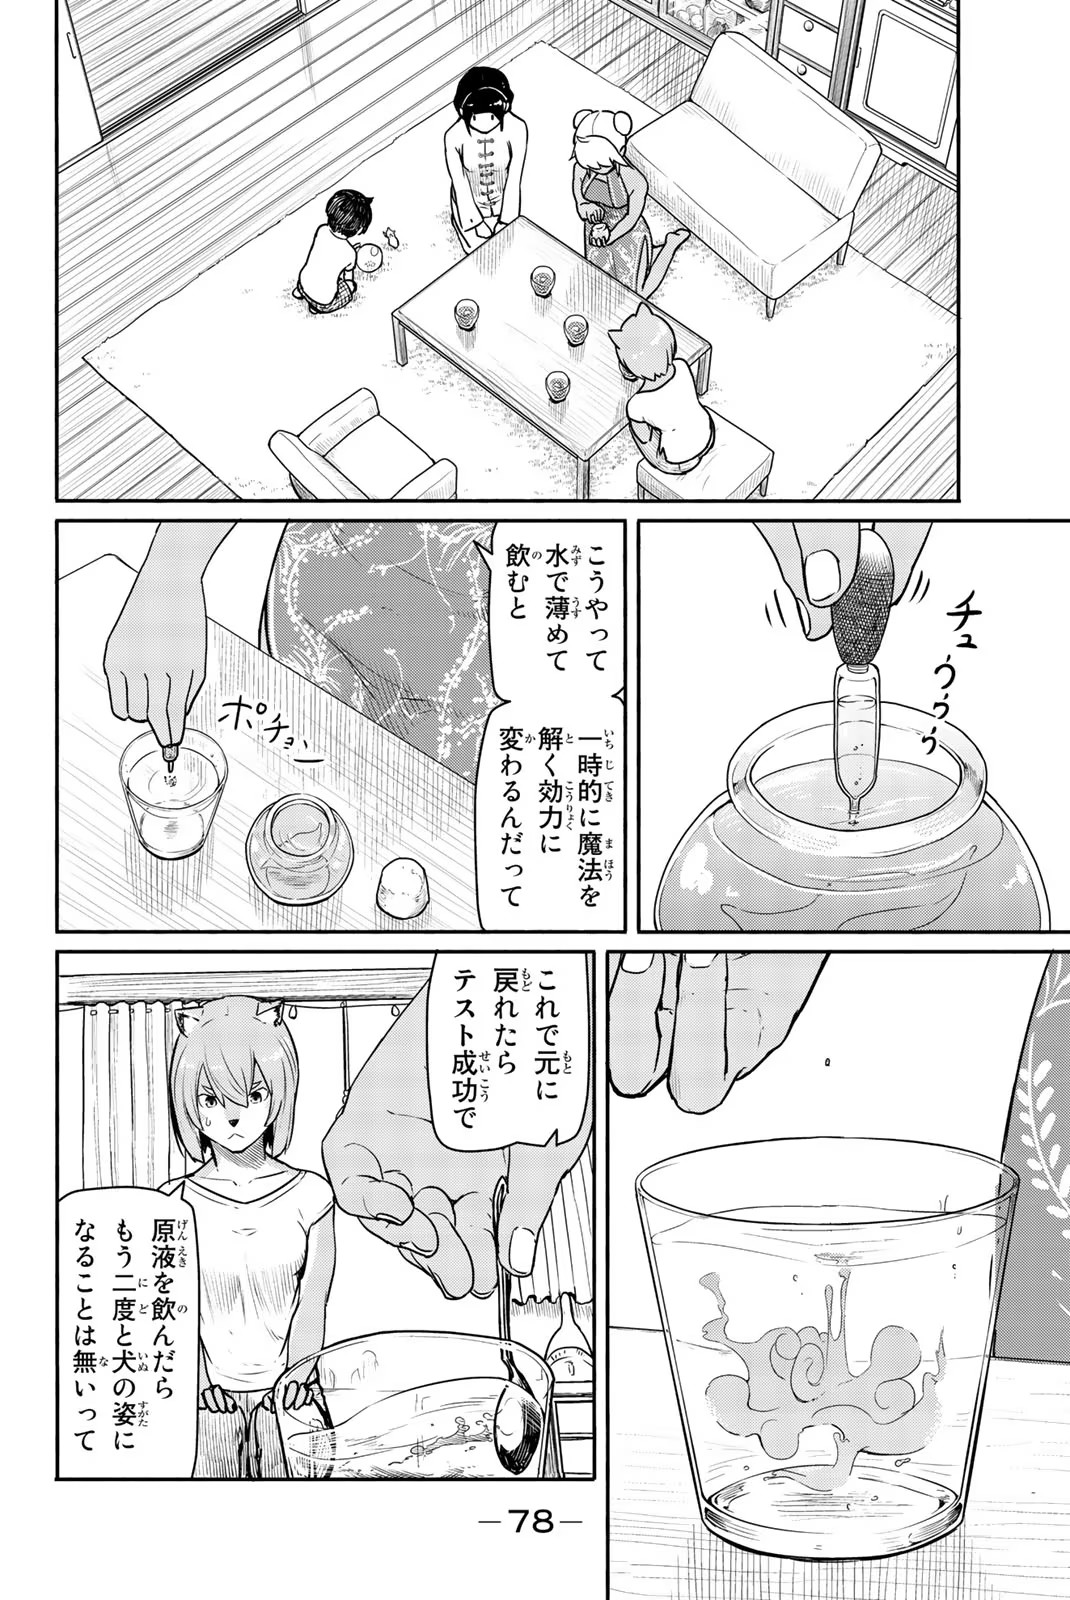 チュぅぅぅ
こうやって
水で薄めて
飲むと
一時的に魔法を
解く効力に
変わるんだって
ポチョン
これで元に
戻れたら
テスト成功で
原液を飲んだら
もう二度と犬の姿に
なることは無いって
－78－